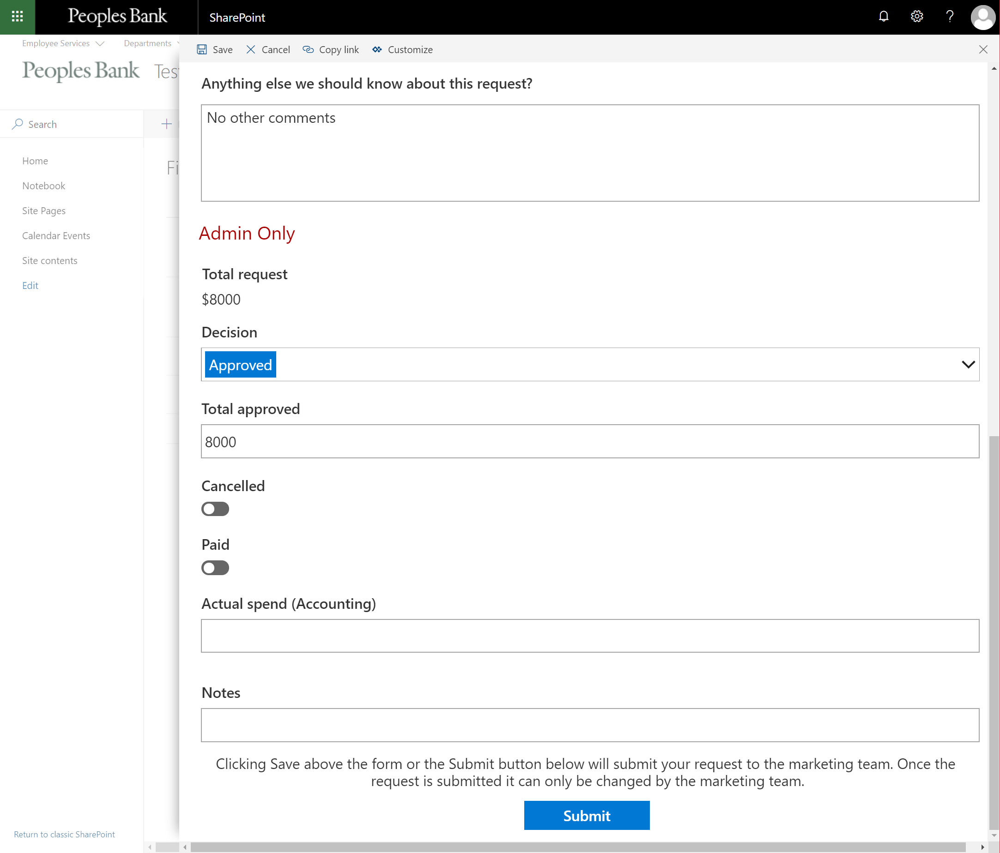 Peoples Bank
SharePoint
Employee Services
Departments
Peoples Bank
Save
Cancel
Copy link
Customize
Search
Home
Notebook
Site Pages
Calendar Events
Site contents
Edit
Return to classic SharePoint
Anything else we should know about this request?
No other comments
Admin Only
Total request
$8000
Decision
Approved
Total approved
8000
Cancelled
Paid
Actual spend (Accounting)
Notes
Clicking Save above the form or the Submit button below will submit your request to the marketing team. Once the
request is submitted it can only be changed by the marketing team.
Submit